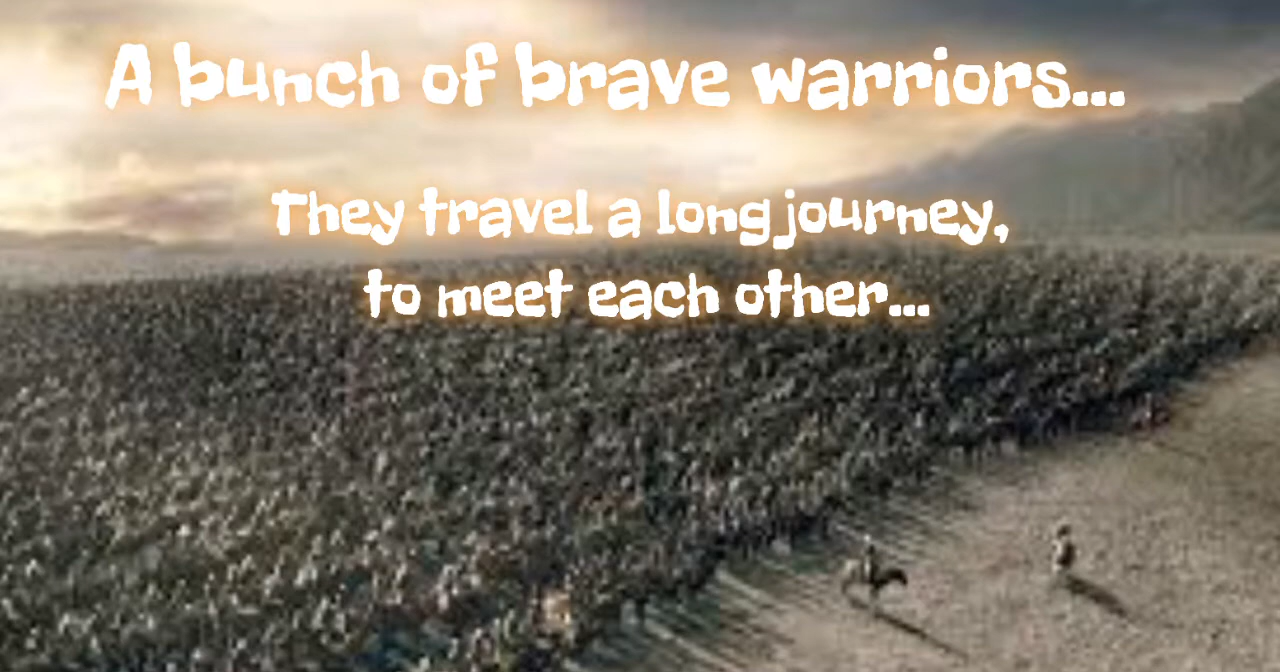 A bunch of brave warriors...
They travel a long journey,
to meet each other...